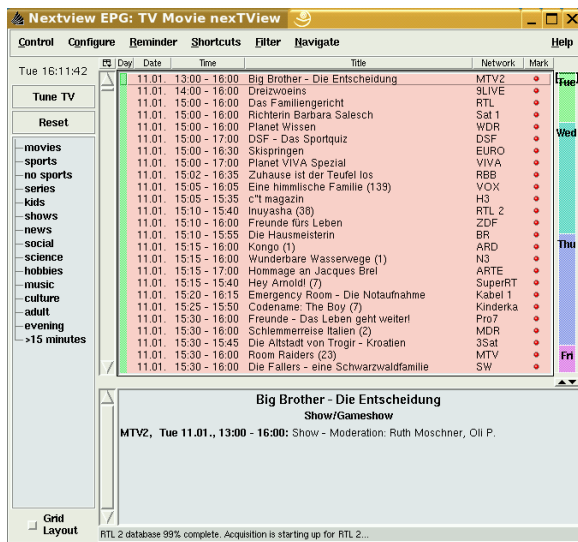 Nextview EPG: TV Movie nexTView
Control Configure Reminder Shortcuts Filter Navigate Help
Tue 16:11:42
Tune TV
Reset
movies
sports
no sports
series
kids
shows
news
social
science
hobbies
music
culture
adult
evening
>15 minutes
Grid
Layout
Day Date Time Title Network Mark
11.01. 13:00 - 16:00 Big Brother - Die Entscheidung MTV2
11.01. 14:00 - 16:00 Dreizwoeins 9LIVE
11.01. 15:00 - 16:00 Das Familiengericht RTL
11.01. 15:00 - 16:00 Richterin Barbara Salesch Sat 1
11.01. 15:00 - 16:00 Planet Wissen WDR
11.01. 15:00 - 17:00 DSF - Das Sportquiz DSF
11.01. 15:00 - 16:30 Skispringen EURO
11.01. 15:00 - 17:00 Planet VIVA Spezial VIVA
11.01. 15:02 - 16:35 Zuhause ist der Teufel los RBB
11.01. 15:05 - 16:05 Eine himmlische Familie (139) VOX
11.01. 15:05 - 15:35 c"t magazin H3
11.01. 15:10 - 15:40 Inuyasha (38) RTL 2
11.01. 15:10 - 16:00 Freunde fürs Leben ZDF
11.01. 15:10 - 15:55 Die Hausmeisterin BR
11.01. 15:15 - 16:00 Kongo (1) ARD
11.01. 15:15 - 16:00 Wunderbare Wasserwege (1) N3
11.01. 15:15 - 17:00 Hommage an Jacques Brel ARTE
11.01. 15:15 - 15:40 Hey Arnold! (7) SuperRT
11.01. 15:20 - 16:15 Emergency Room - Die Notaufnahme Kabel 1
11.01. 15:25 - 15:50 Codename: The Boy (7) Kinderka
11.01. 15:30 - 16:00 Freunde - Das Leben geht weiter! Pro7
11.01. 15:30 - 16:00 Schlemmerreise Italien (2) MDR
11.01. 15:30 - 15:45 Die Altstadt von Trogir - Kroatien 3Sat
11.01. 15:30 - 16:00 Room Raiders (23) MTV
11.01. 15:30 - 16:00 Die Fallers - eine Schwarzwaldfamilie SW
Tue
Wed
Thu
Fri
Big Brother - Die Entscheidung
Show/Gameshow
MTV2, Tue 11.01., 13:00 - 16:00: Show - Moderation: Ruth Moschner, Oli P.
RTL 2 database 99% complete. Acquisition is starting up for RTL 2...